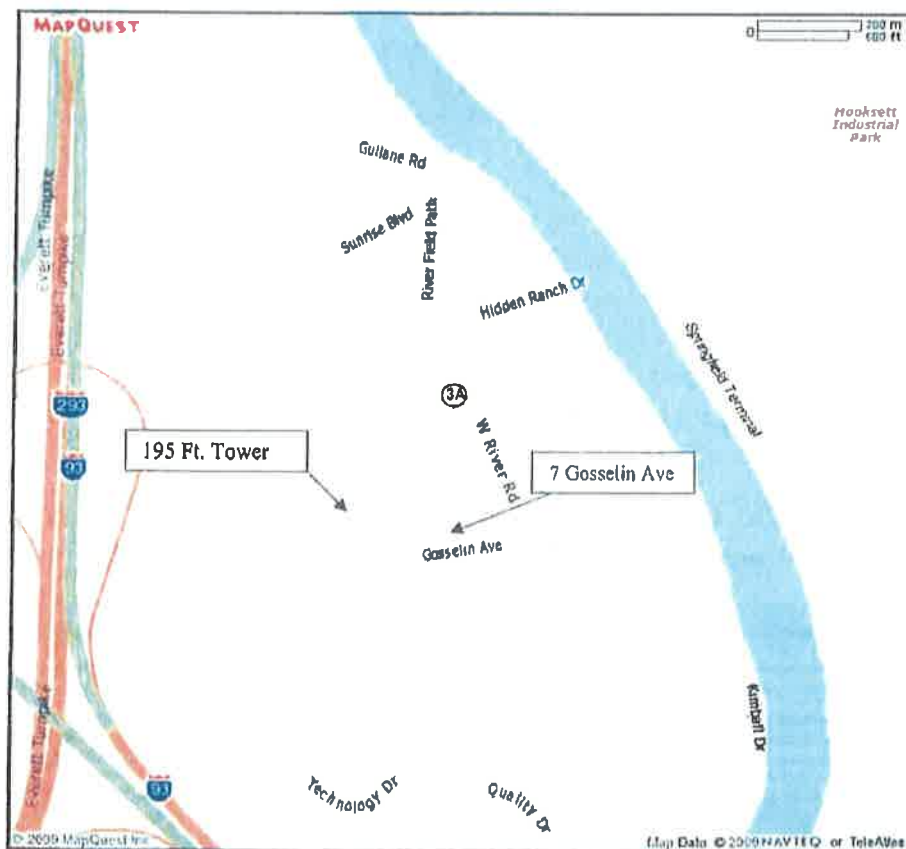 MAPQUEST
0
200 m
600 ft
Hooksett
Industrial
Park
Gullane Rd
Sunrise Blvd
River Field Path
Hidden Ranch Dr
Everett Turnpike
Everett Turnpike
Springfield Terminal
3A
293
93
W River Rd
195 Ft. Tower
7 Gosselin Ave
Gosselin Ave
Kimball Dr
Everett Turnpike
93
Technology Dr
Quality Dr
© 2009 MapQuest Inc.
Map Data © 2009 NAVTEQ or TeleAtlas